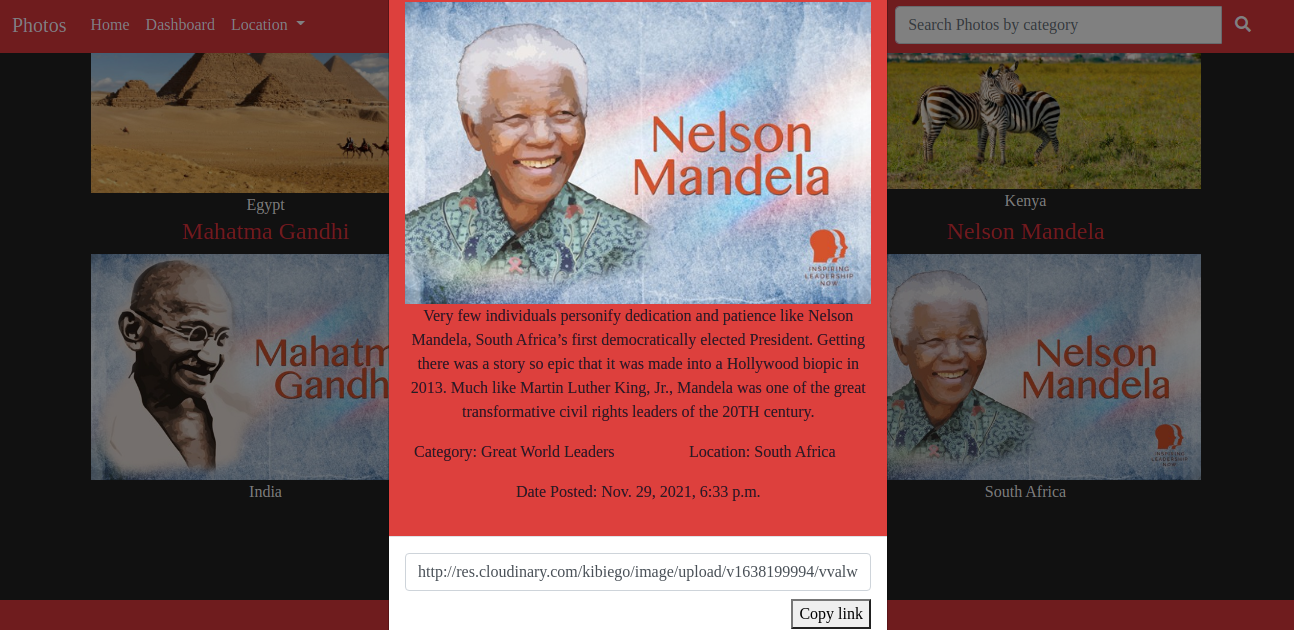 Photos
Home
Dashboard
Location
Search Photos by category
Nelson
Mandela
INSPIRING
LEADERSHIP
NOW
Very few individuals personify dedication and patience like Nelson
Mandela, South Africa’s first democratically elected President. Getting
there was a story so epic that it was made into a Hollywood biopic in
2013. Much like Martin Luther King, Jr., Mandela was one of the great
transformative civil rights leaders of the 20TH century.
Category: Great World Leaders
Location: South Africa
Date Posted: Nov. 29, 2021, 6:33 p.m.
http://res.cloudinary.com/kibiego/image/upload/v1638199994/vvalw
Copy link
Egypt
Kenya
Mahatma Gandhi
Nelson Mandela
Mahatm
Gandh
Nelson
Mandela
INSPIRING
LEADERSHIP
NOW
India
South Africa